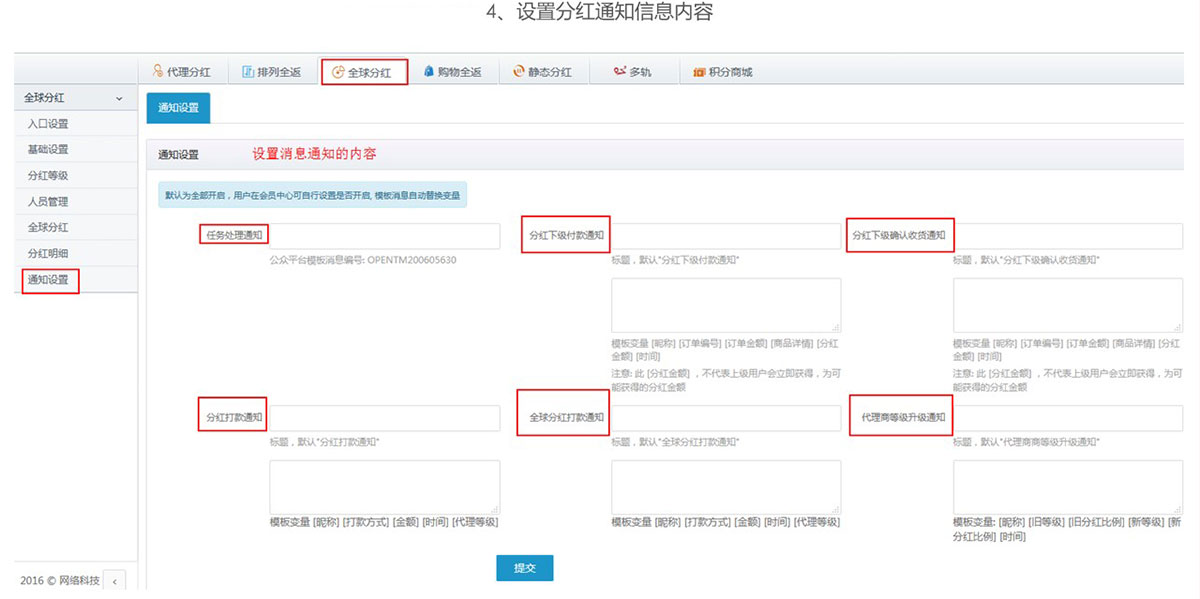 4、设置分红通知信息内容
代理分红 排列全返 全球分红 购物全返 静态分红 多轨 积分商城
全球分红
入口设置
基础设置
分红等级
人员管理
全球分红
分红明细
通知设置
2016 © 网络科技 ‹
通知设置
通知设置 设置消息通知的内容
默认为全部开启，用户在会员中心可自行设置是否开启, 模板消息自动替换变量
任务处理通知
公众平台模板消息编号: OPENTM200605630
分红下级付款通知
标题，默认"分红下级付款通知"
模板变量 [昵称] [订单编号] [订单金额] [商品详情] [分红
金额] [时间]
注意: 此 [分红金额] ，不代表上级用户会立即获得，为可
能获得的分红金额
分红下级确认收货通知
标题，默认"分红下级确认收货通知"
模板变量 [昵称] [订单编号] [订单金额] [商品详情] [分红
金额] [时间]
注意: 此 [分红金额] ，不代表上级用户会立即获得，为可
能获得的分红金额
分红打款通知
标题，默认"分红打款通知"
模板变量 [昵称] [打款方式] [金额] [时间] [代理等级]
全球分红打款通知
标题，默认"全球分红打款通知"
模板变量 [昵称] [打款方式] [金额] [时间] [代理等级]
代理商等级升级通知
标题，默认"代理商商等级升级通知"
模板变量: [昵称] [旧等级] [旧分红比例] [新等级] [新
分红比例] [时间]
提交